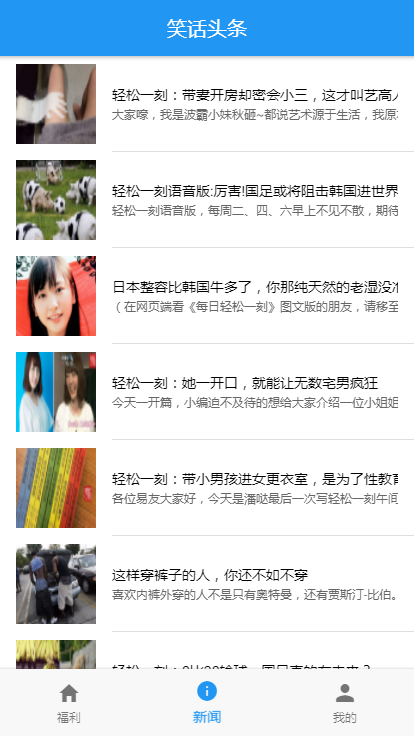 笑话头条
轻松一刻：带妻开房却密会小三，这才叫艺高人
大家嚎，我是波霸小妹秋砸~都说艺术源于生活，我原
轻松一刻语音版:厉害!国足或将阻击韩国进世界
轻松一刻语音版，每周二、四、六早上不见不散，期待
日本整容比韩国牛多了，你那纯天然的老湿没准
（在网页端看《每日轻松一刻》图文版的朋友，请移至
轻松一刻：她一开口，就能让无数宅男疯狂
今天一开篇，小编迫不及待的想给大家介绍一位小姐姐
轻松一刻：带小男孩进女更衣室，是为了性教育
各位易友大家好，今天是潘哒最后一次写轻松一刻午间
这样穿裤子的人，你还不如不穿
喜欢内裤外穿的人不是只有奥特曼，还有贾斯汀-比伯。
福利
新闻
我的